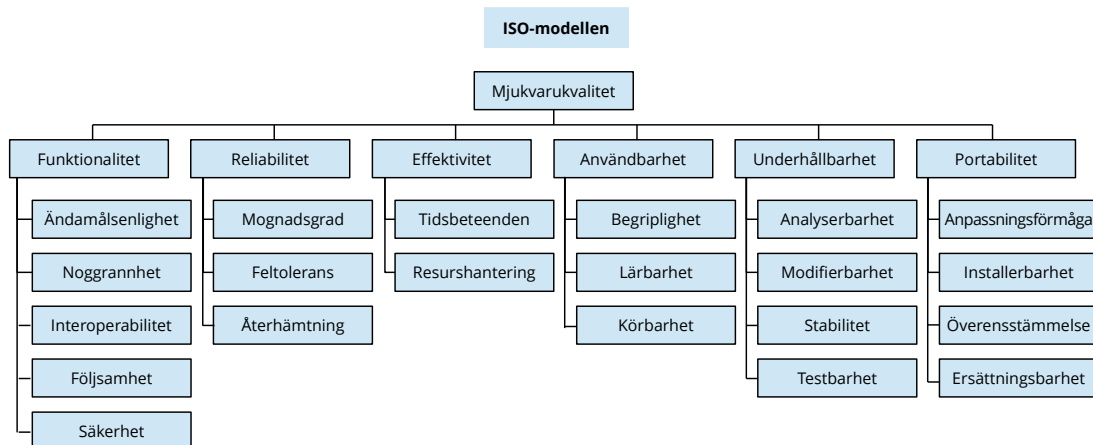 ISO-modellen
Mjukvarukvalitet
Funktionalitet
Reliabilitet
Effektivitet
Användbarhet
Underhållbarhet
Portabilitet
Ändamålsenlighet
Mognadsgrad
Tidsbeteenden
Begriplighet
Analyserbarhet
Anpassningsförmåga
Noggrannhet
Feltolerans
Resurshantering
Lärbarhet
Modifierbarhet
Installerbarhet
Interoperabilitet
Återhämtning
Körbarhet
Stabilitet
Överensstämmelse
Följsamhet
Testbarhet
Ersättningsbarhet
Säkerhet